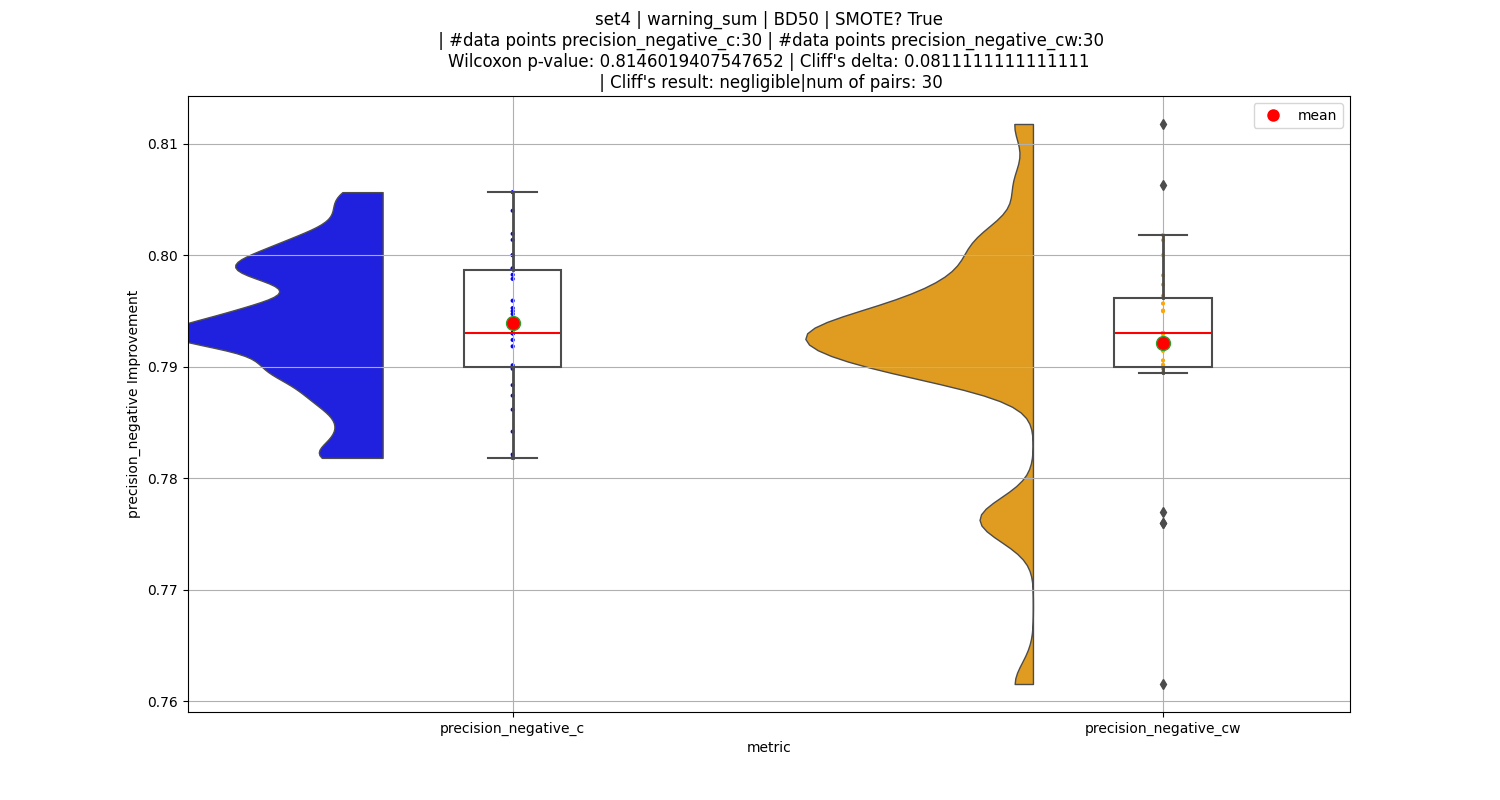 set4 | warning_sum | BD50 | SMOTE? True
| #data points precision_negative_c:30 | #data points precision_negative_cw:30
Wilcoxon p-value: 0.8146019407547652 | Cliff's delta: 0.0811111111111111
| Cliff's result: negligible|num of pairs: 30
mean
0.81
0.80
0.79
0.78
0.77
0.76
precision_negative Improvement
precision_negative_c
precision_negative_cw
metric